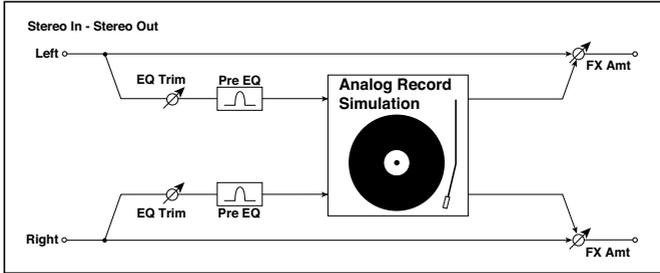 Stereo In - Stereo Out
Left
FX Amt
EQ Trim
Pre EQ
Analog Record
Simulation
EQ Trim
Pre EQ
Right
FX Amt